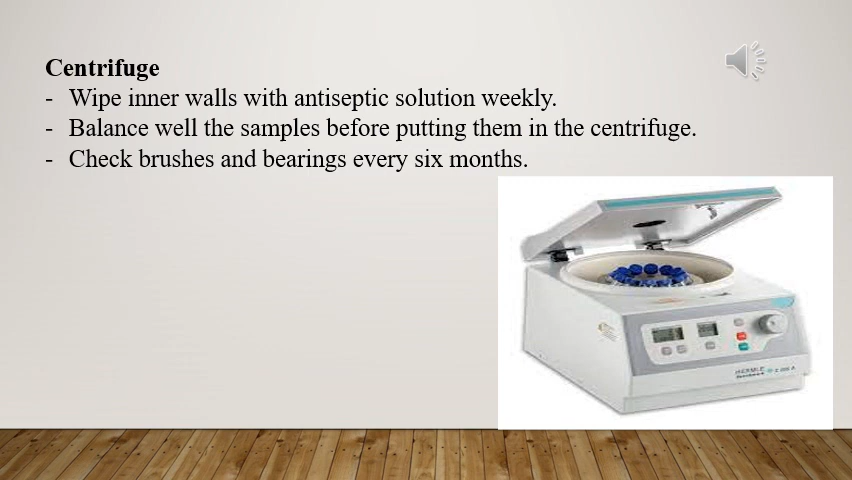 Centrifuge
- Wipe inner walls with antiseptic solution weekly.
- Balance well the samples before putting them in the centrifuge.
- Check brushes and bearings every six months.
HERMLE